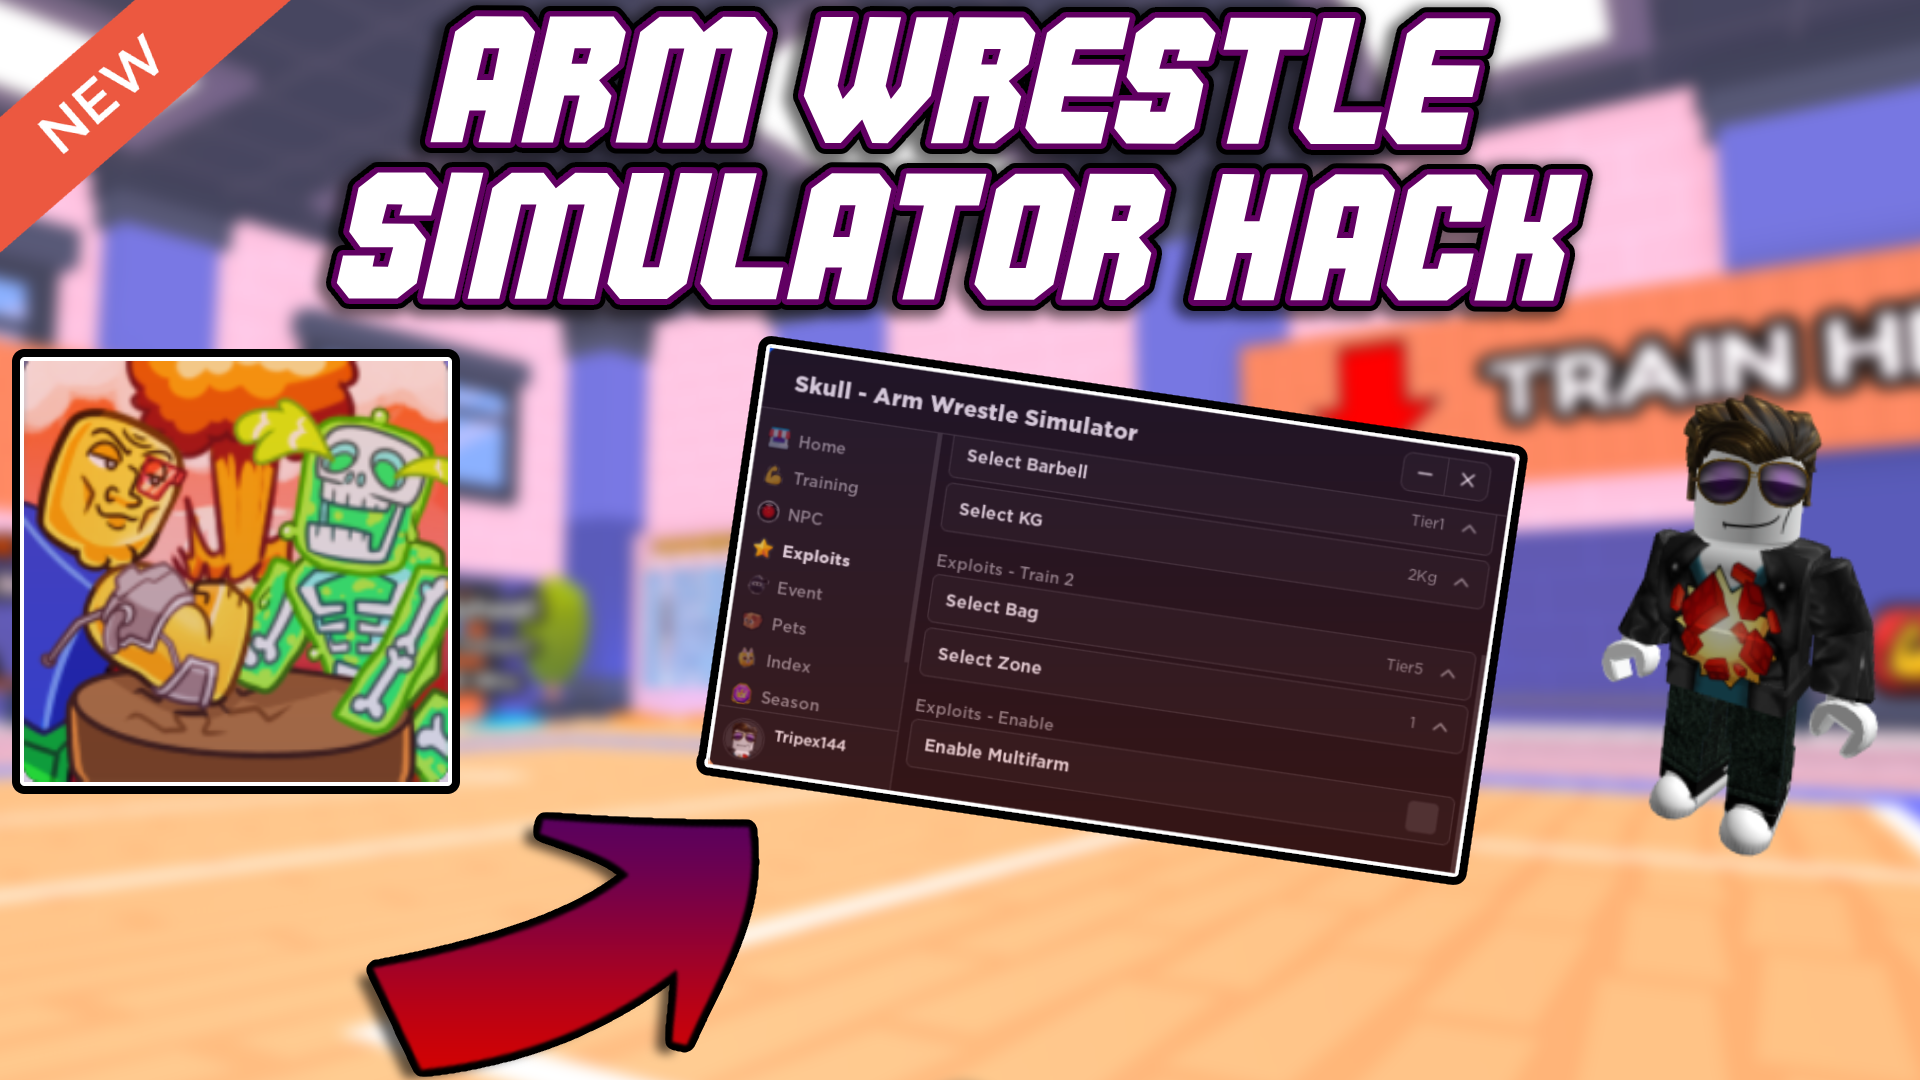 NEW
ARM WRESTLE
SIMULATOR HACK
TRAIN
Skull - Arm Wrestle Simulator
Home
Training
NPC
Exploits
Event
Pets
Index
Season
Tripex144
Select Barbell
Tier1
Select KG
2Kg
Exploits - Train 2
Select Bag
Tier5
Select Zone
1
Exploits - Enable
Enable Multifarm